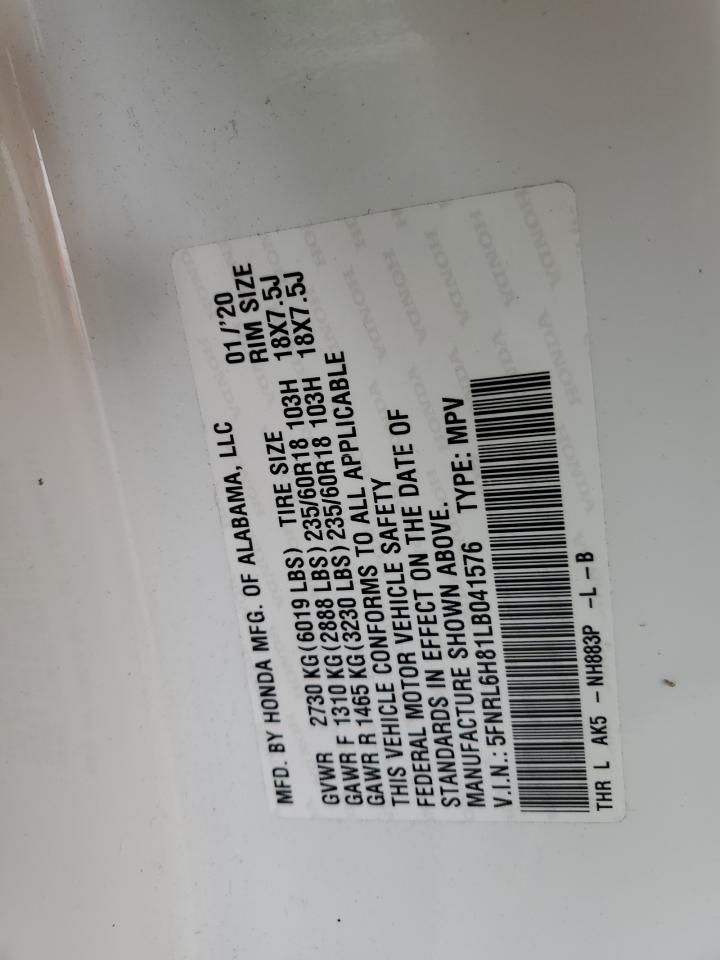 MFD. BY HONDA MFG. OF ALABAMA, LLC 01/'20
GVWR 2730 KG(6019 LBS) TIRE SIZE RIM SIZE
GAWR F 1310 KG(2888 LBS)235/60R18 103H 18X7.5J
GAWR R 1465 KG(3230 LBS)235/60R18 103H 18X7.5J
THIS VEHICLE CONFORMS TO ALL APPLICABLE
FEDERAL MOTOR VEHICLE SAFETY
STANDARDS IN EFFECT ON THE DATE OF
MANUFACTURE SHOWN ABOVE.
V.I.N.: 5FNRL6H81LB041576 TYPE: MPV
THR L AK5 - NH883P -L-B